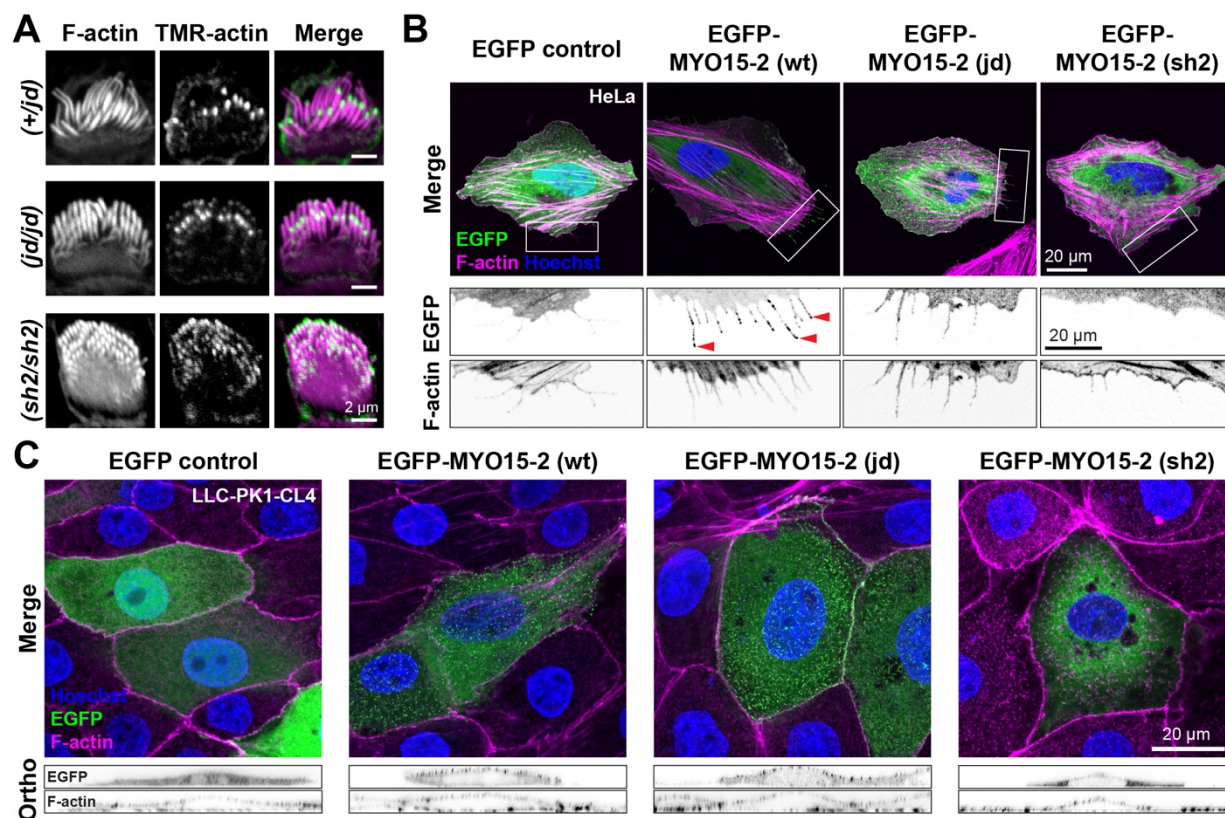 A
F-actin TMR-actin Merge
(+/jd)
(jd/jd)
(sh2/sh2)
2 µm
B
EGFP control
EGFP-
MYO15-2 (wt)
EGFP-
MYO15-2 (jd)
EGFP-
MYO15-2 (sh2)
Merge
HeLa
EGFP
F-actin Hoechst
20 µm
EGFP
20 µm
F-actin
C
EGFP control EGFP-MYO15-2 (wt) EGFP-MYO15-2 (jd) EGFP-MYO15-2 (sh2)
LLC-PK1-CL4
Merge
Hoechst
EGFP
F-actin
20 µm
Ortho
EGFP
F-actin